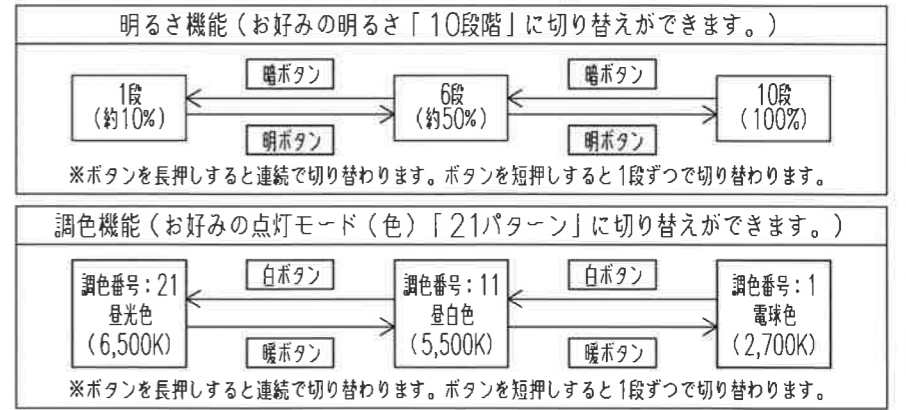 明るさ機能(お好みの明るさ「10段階」に切り替えができます。)
暗ボタン
暗ボタン
1段
(約10%)
6段
(約50%)
10段
(100%)
明ボタン
明ボタン
※ボタンを長押しすると連続で切り替わります。ボタンを短押しすると1段ずつで切り替わります。
調色機能(お好みの点灯モード(色)「21パターン」に切り替えができます。)
白ボタン
白ボタン
調色番号:21
昼光色
(6,500K)
調色番号:11
昼白色
(5,500K)
調色番号:1
電球色
(2,700K)
暖ボタン
暖ボタン
※ボタンを長押しすると連続で切り替わります。ボタンを短押しすると1段ずつで切り替わります。